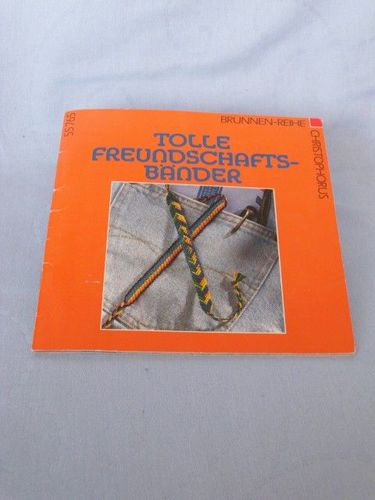 BRUNNEN-REIHE
CHRISTOPHORUS
TOLLE
FREUNDSCHAFTS-
BÄNDER